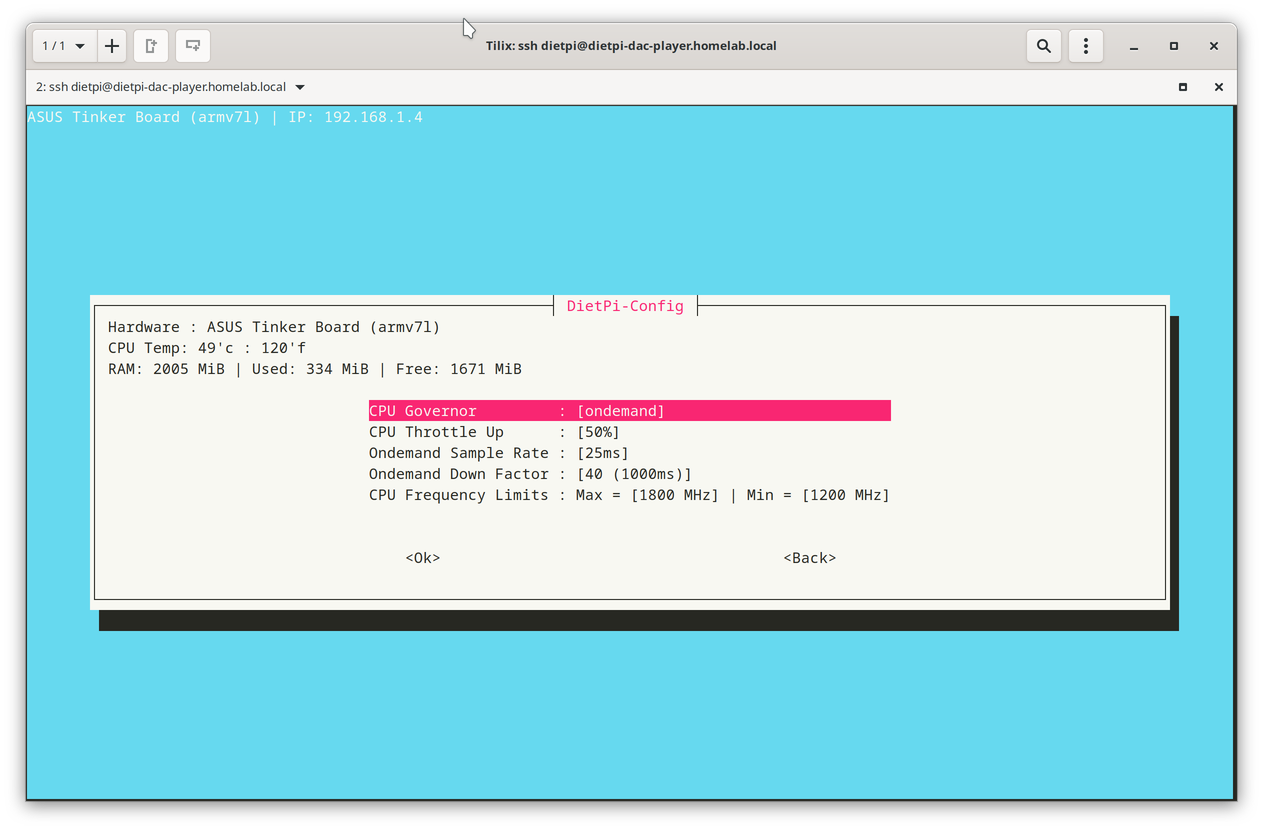 1 / 1
Tilix: ssh dietpi@dietpi-dac-player.homelab.local
2: ssh dietpi@dietpi-dac-player.homelab.local
ASUS Tinker Board (armv7l) | IP: 192.168.1.4
DietPi-Config
Hardware : ASUS Tinker Board (armv7l)
CPU Temp: 49'c : 120'f
RAM: 2005 MiB | Used: 334 MiB | Free: 1671 MiB
CPU Governor : [ondemand]
CPU Throttle Up : [50%]
Ondemand Sample Rate : [25ms]
Ondemand Down Factor : [40 (1000ms)]
CPU Frequency Limits : Max = [1800 MHz] | Min = [1200 MHz]
<Ok> <Back>